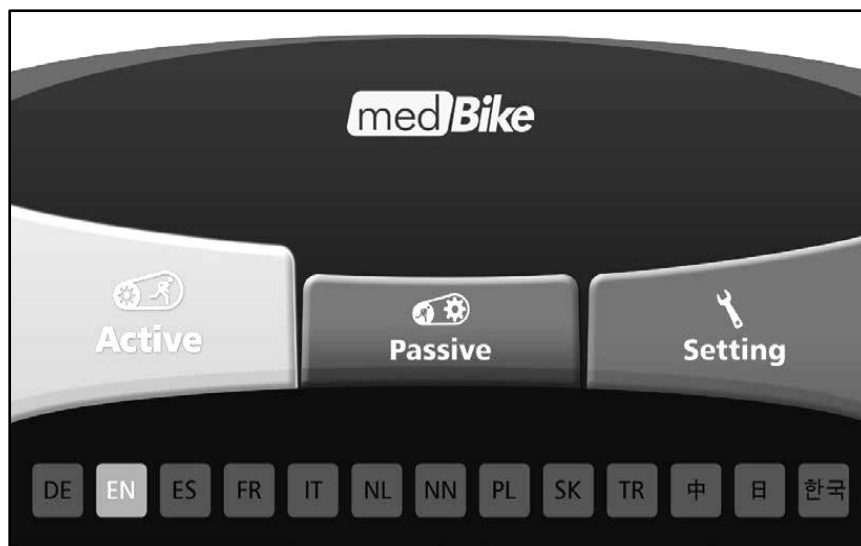 medBike
Active
Passive
Setting
DE EN ES FR IT NL NN PL SK TR 中 日 한국